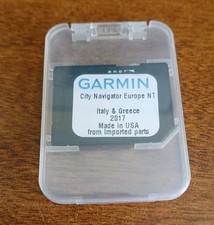 GARMIN
City Navigator Europe NT
Italy & Greece
2017
Made in USA
from imported parts